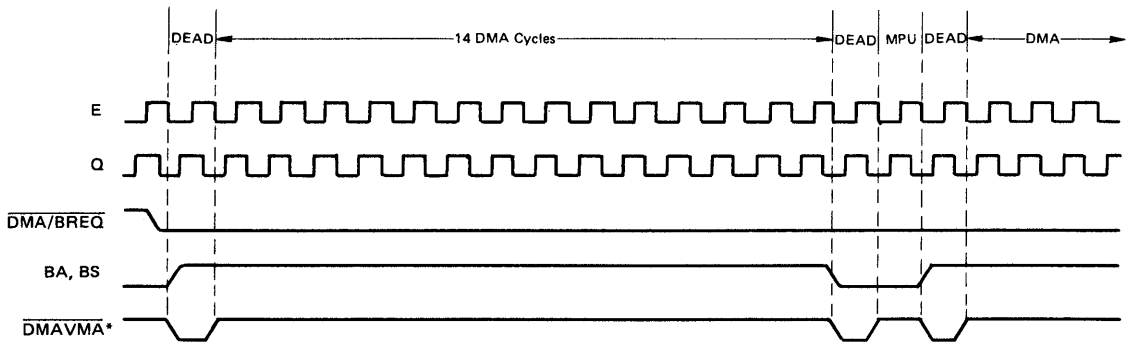 DEAD 14 DMA Cycles DEAD MPU DEAD DMA
E
Q
DMA/BREQ
BA, BS
DMAVMA*